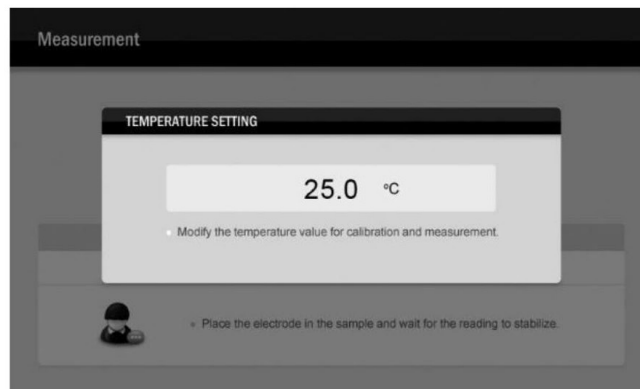 Measurement
TEMPERATURE SETTING
25.0 °C
Modify the temperature value for calibration and measurement.
Place the electrode in the sample and wait for the reading to stabilize.